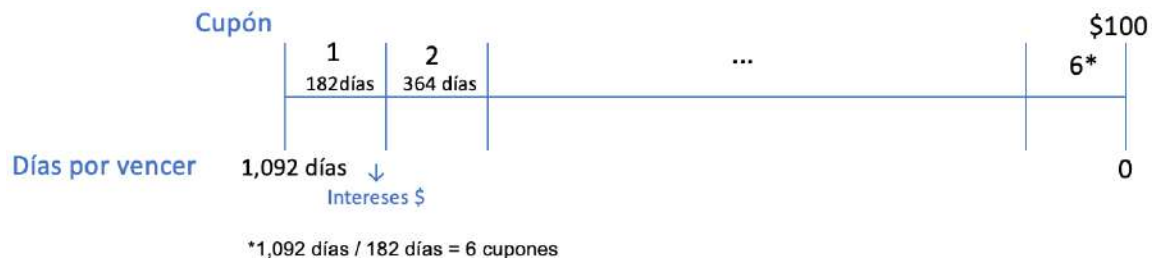 Cupón
$100
1
2
...
6*
182días
364 días
Días por vencer
1,092 días
0
Intereses $
*1,092 días / 182 días = 6 cupones